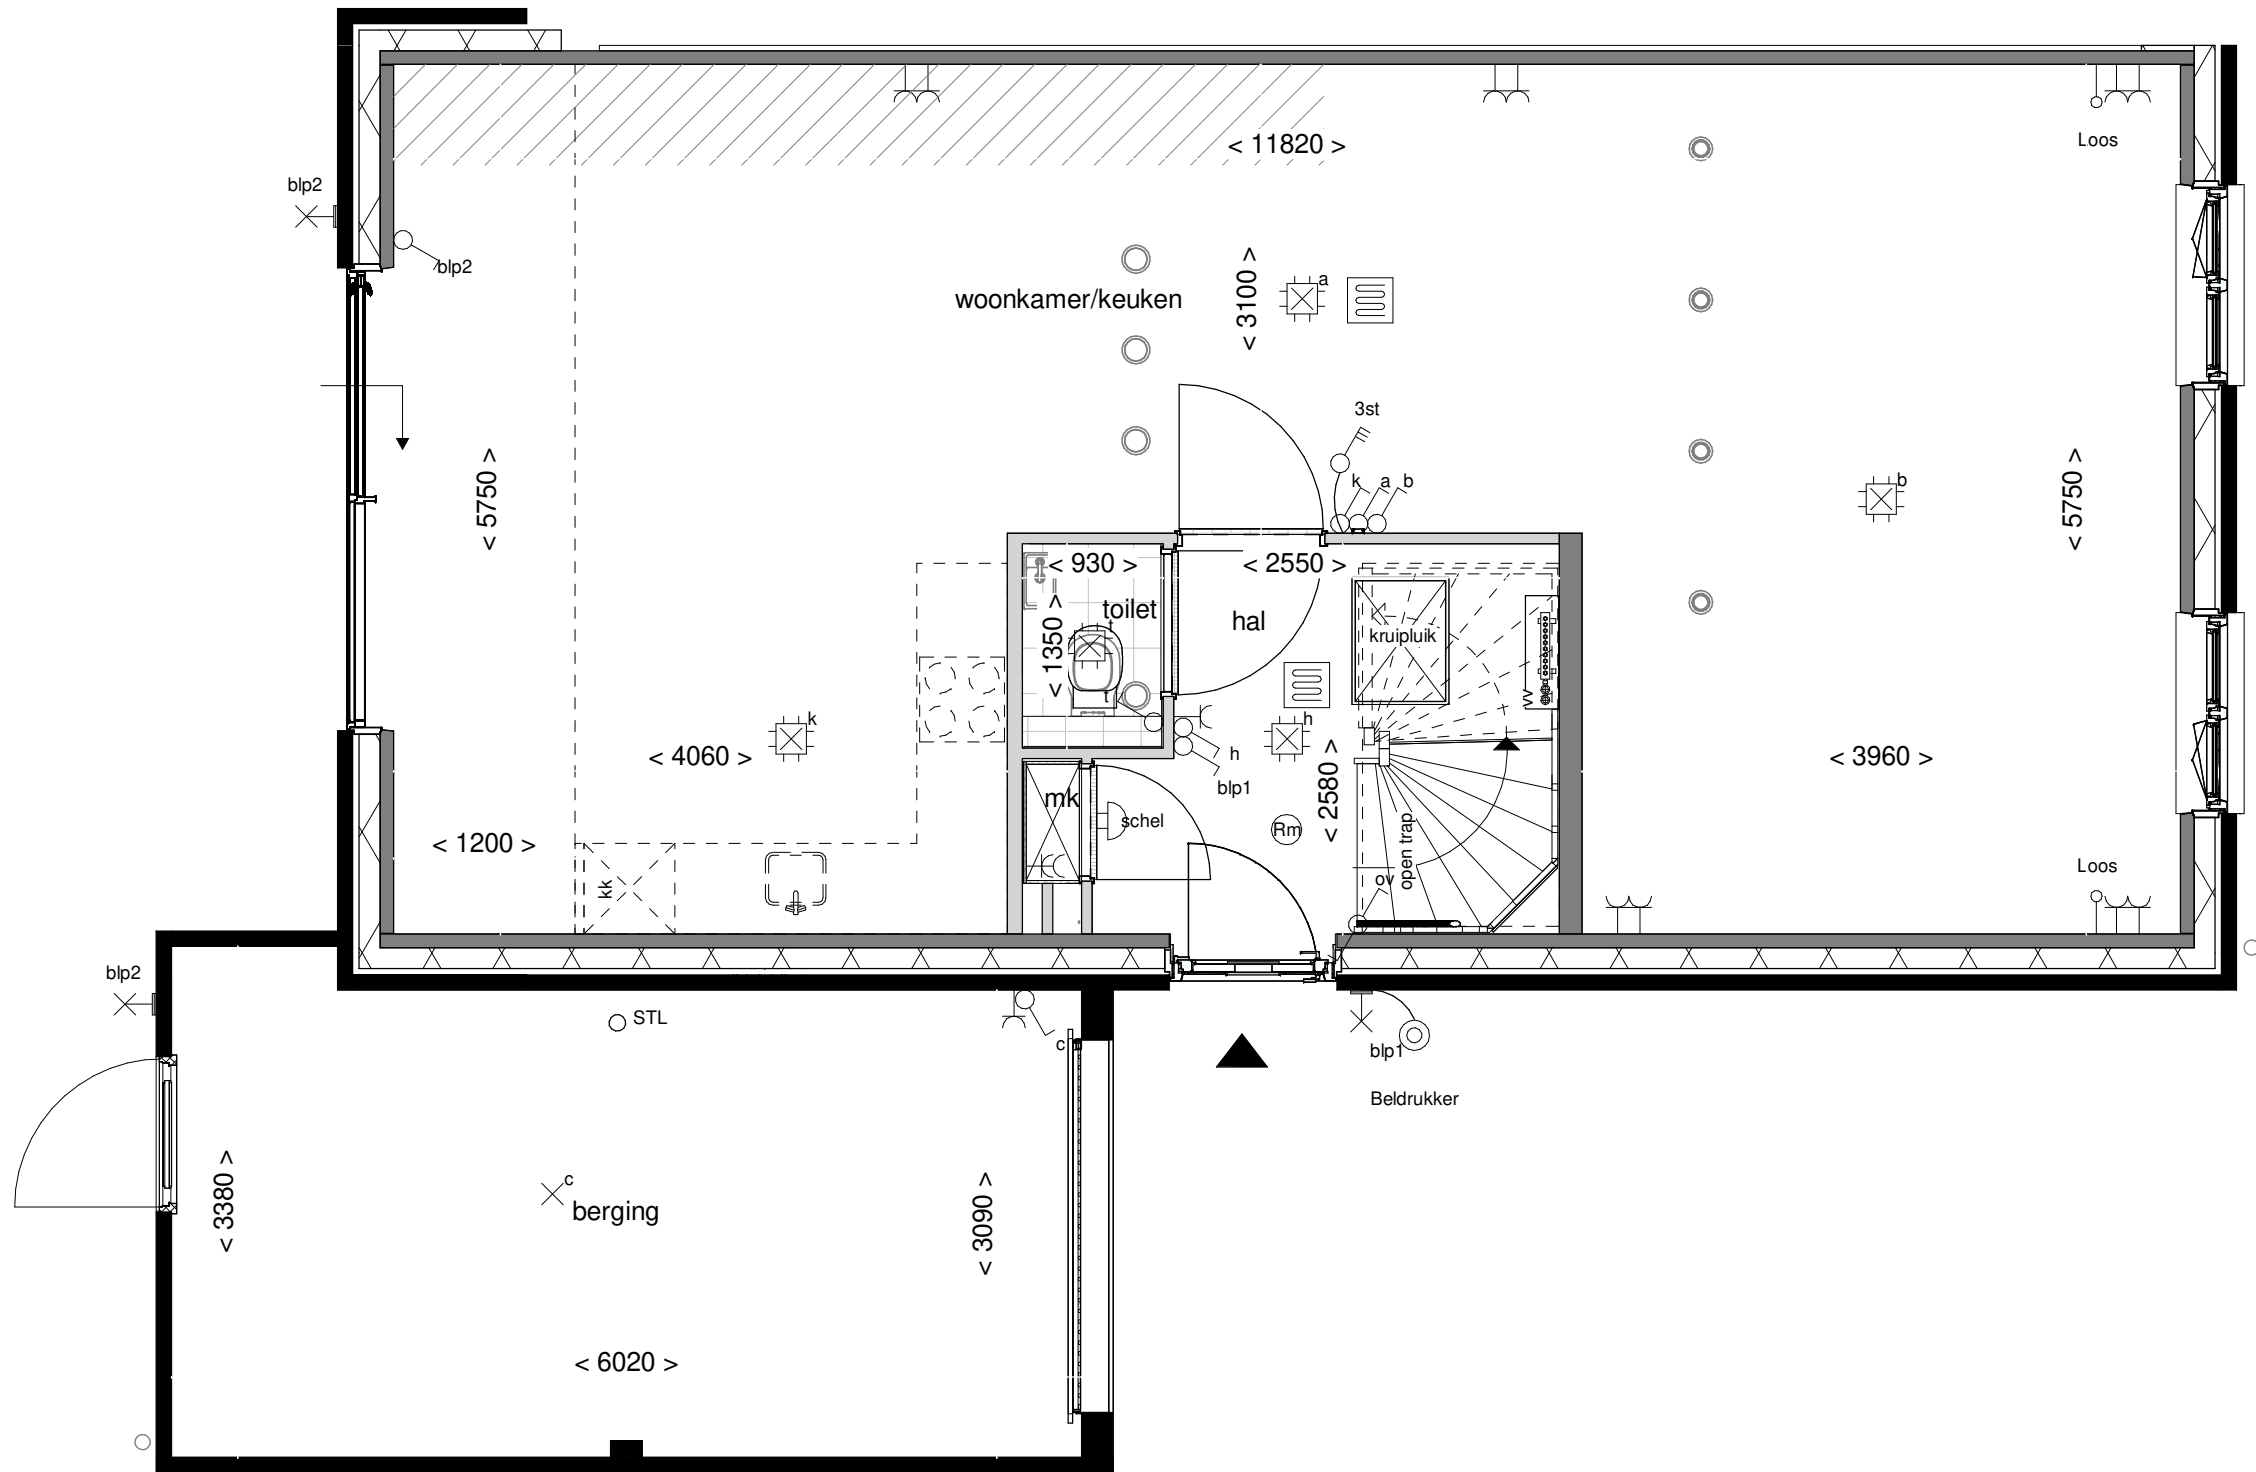 Loos
< 11820 >
blp2
blp2
< 3100 >
a
woonkamer/keuken
3st
k
a
b
b
< 5750 >
< 5750 >
< 930 >
< 2550 >
toilet
hal
t
< 1350 >
kruipluik
t
k
h
h
< 4060 >
< 3960 >
blp1
< 2580 >
mk
schel
Rm
open trap
< 1200 >
kk
ov
Loos
blp2
STL
c
blp1
Beldrukker
c
berging
< 3380 >
< 3090 >
< 6020 >